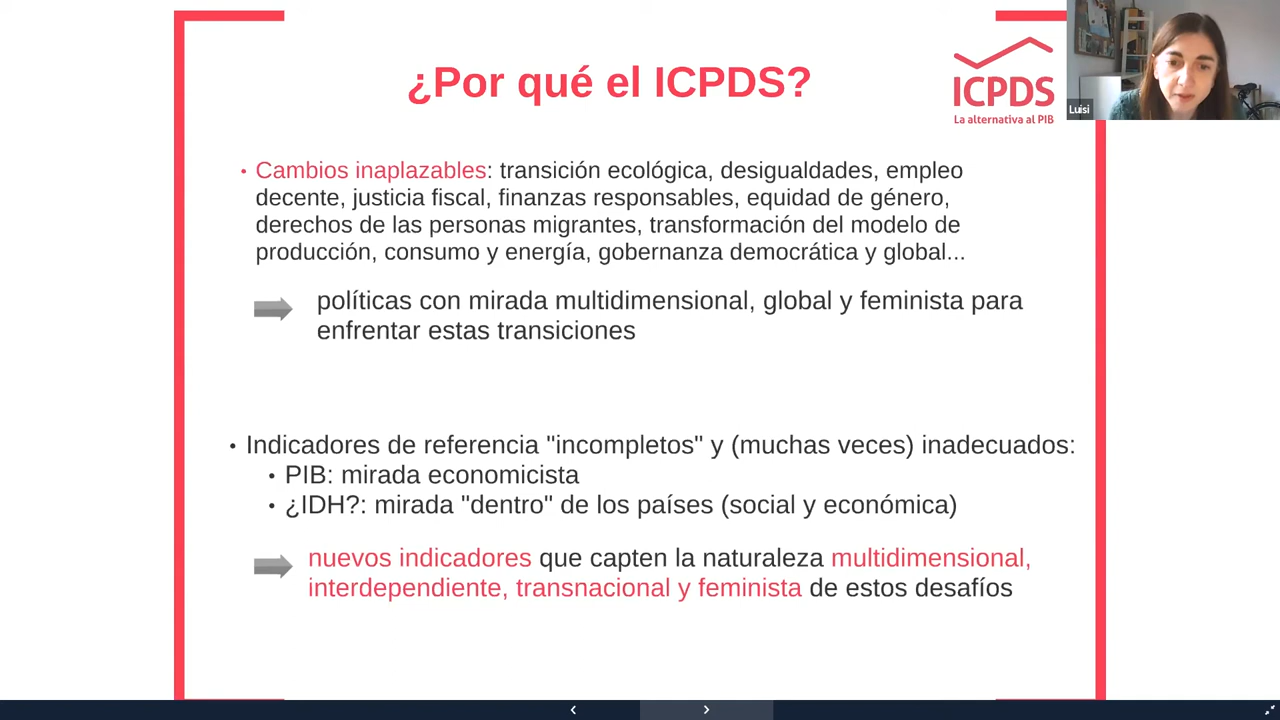 ¿Por qué el ICPDS?
ICPDS
La alternativa al PIB
Luisi
• Cambios inaplazables: transición ecológica, desigualdades, empleo
decente, justicia fiscal, finanzas responsables, equidad de género,
derechos de las personas migrantes, transformación del modelo de
producción, consumo y energía, gobernanza democrática y global...
políticas con mirada multidimensional, global y feminista para
enfrentar estas transiciones
• Indicadores de referencia "incompletos" y (muchas veces) inadecuados:
• PIB: mirada economicista
• ¿IDH?: mirada "dentro" de los países (social y económica)
nuevos indicadores que capten la naturaleza multidimensional,
interdependiente, transnacional y feminista de estos desafíos